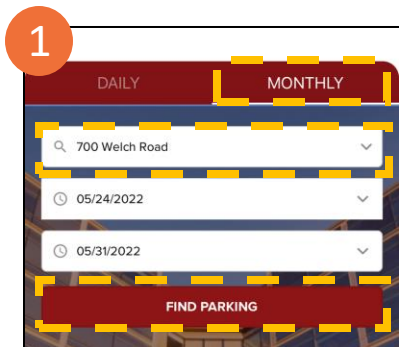 1
DAILY MONTHLY
700 Welch Road
05/24/2022
05/31/2022
FIND PARKING